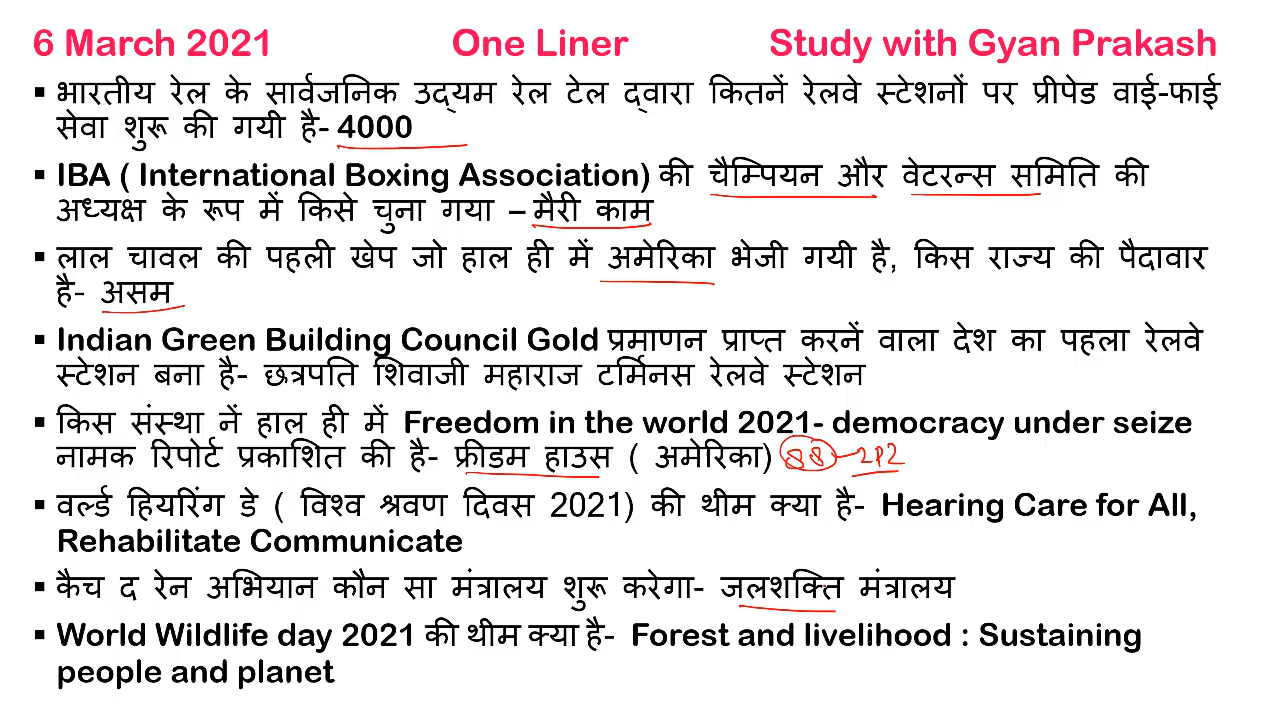 6 March 2021 One Liner Study with Gyan Prakash
▪ भारतीय रेल के सार्वजनिक उद्यम रेल टेल द्वारा कितनें रेलवे स्टेशनों पर प्रीपेड वाई-फाई
सेवा शुरू की गयी है- 4000
▪ IBA ( International Boxing Association) की चैम्पियन और वेटरन्स समिति की
अध्यक्ष के रूप में किसे चुना गया – मैरी काम
▪ लाल चावल की पहली खेप जो हाल ही में अमेरिका भेजी गयी है, किस राज्य की पैदावार
है- असम
▪ Indian Green Building Council Gold प्रमाणन प्राप्त करनें वाला देश का पहला रेलवे
स्टेशन बना है- छत्रपति शिवाजी महाराज टर्मिनस रेलवे स्टेशन
▪ किस संस्था नें हाल ही में Freedom in the world 2021- democracy under seize
नामक रिपोर्ट प्रकाशित की है- फ्रीडम हाउस ( अमेरिका) 88 - 212
▪ वर्ल्ड हियरिंग डे ( विश्व श्रवण दिवस 2021) की थीम क्या है- Hearing Care for All,
Rehabilitate Communicate
▪ कैच द रेन अभियान कौन सा मंत्रालय शुरू करेगा- जलशक्ति मंत्रालय
▪ World Wildlife day 2021 की थीम क्या है- Forest and livelihood : Sustaining
people and planet